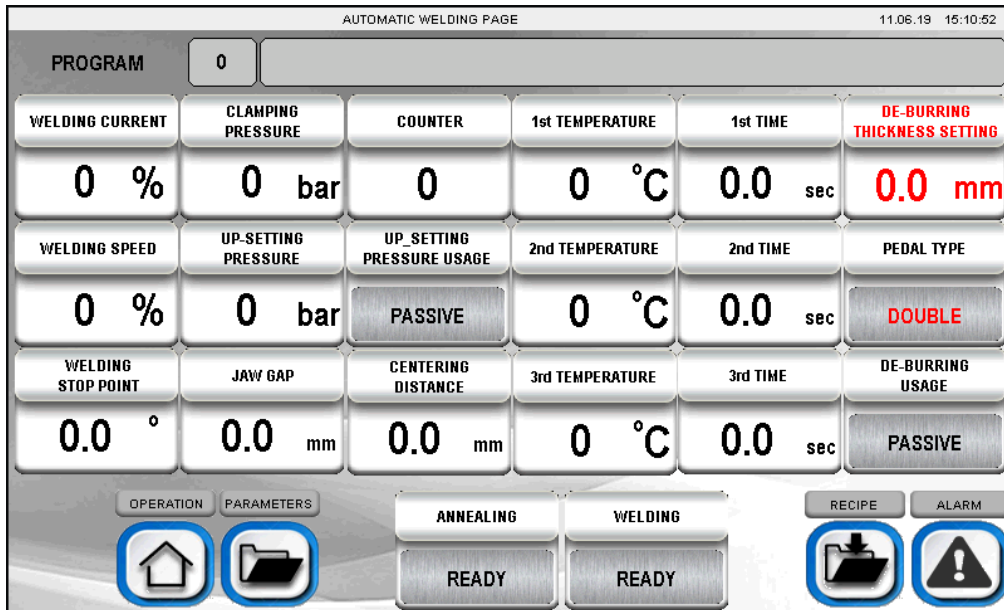 AUTOMATIC WELDING PAGE 11.06.19 15:10:52
PROGRAM 0
WELDING CURRENT CLAMPING PRESSURE COUNTER 1st TEMPERATURE 1st TIME DE-BURRING THICKNESS SETTING
0 % 0 bar 0 0 °C 0.0 sec 0.0 mm
WELDING SPEED UP-SETTING PRESSURE UP_SETTING PRESSURE USAGE 2nd TEMPERATURE 2nd TIME PEDAL TYPE
0 % 0 bar PASSIVE 0 °C 0.0 sec DOUBLE
WELDING STOP POINT JAW GAP CENTERING DISTANCE 3rd TEMPERATURE 3rd TIME DE-BURRING USAGE
0.0 ° 0.0 mm 0.0 mm 0 °C 0.0 sec PASSIVE
OPERATION PARAMETERS ANNEALING WELDING RECIPE ALARM
READY READY